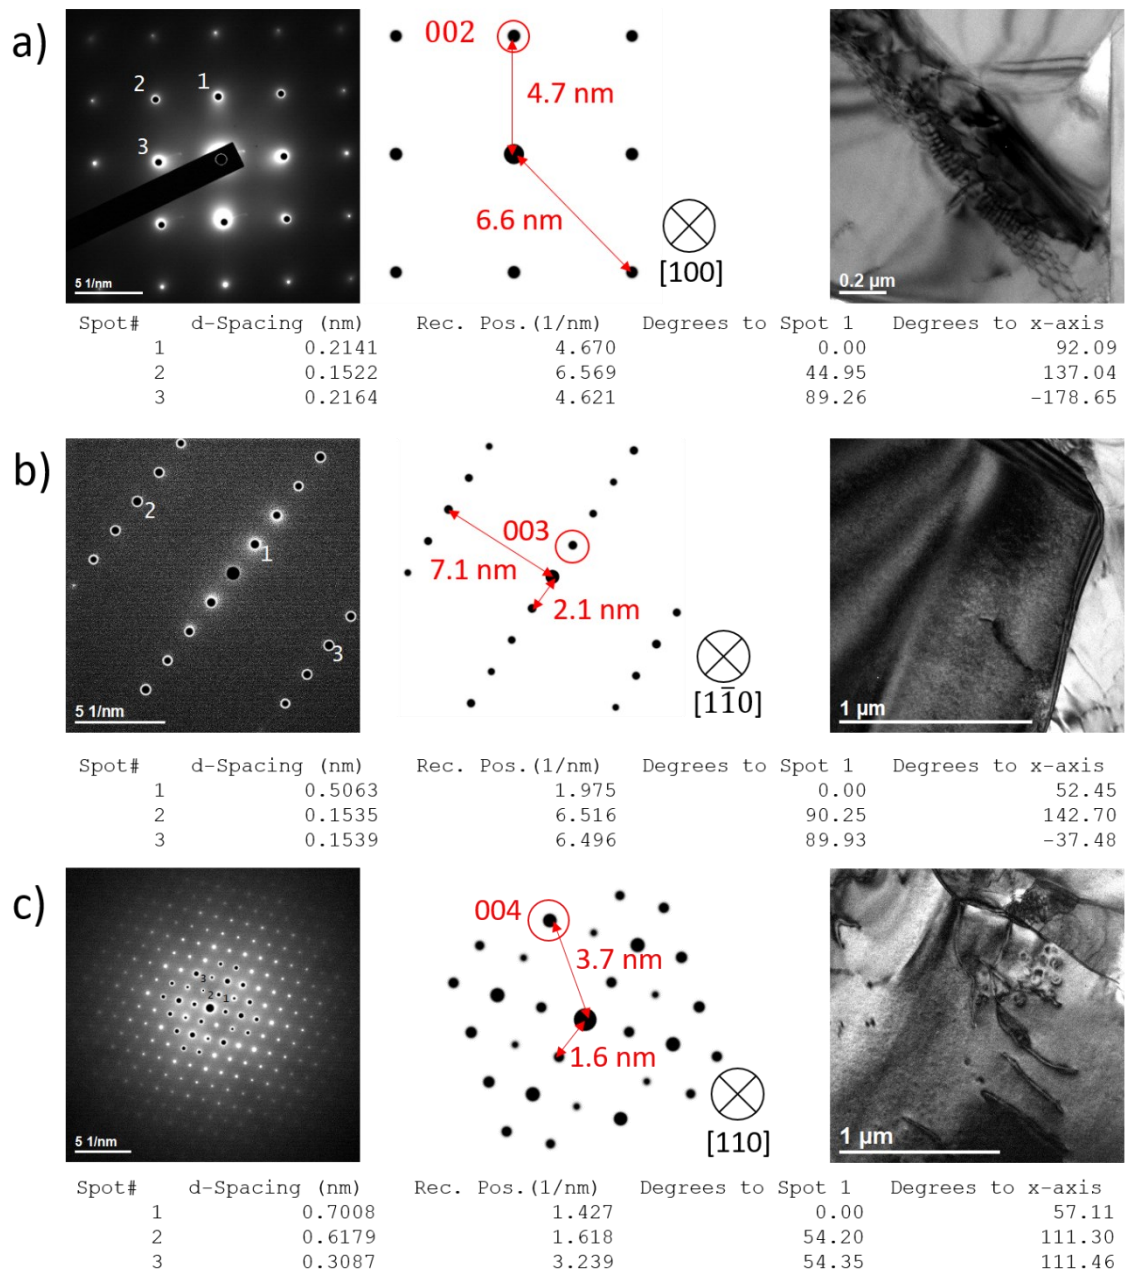 a)
2
1
3
5 1/nm
002
4.7 nm
6.6 nm
[100]
0.2 μm
Spot# d-Spacing (nm) Rec. Pos.(1/nm) Degrees to Spot 1 Degrees to x-axis
1 0.2141 4.670 0.00 92.09
2 0.1522 6.569 44.95 137.04
3 0.2164 4.621 89.26 -178.65
b)
2
1
3
5 1/nm
003
7.1 nm
2.1 nm
[11̅0]
1 μm
Spot# d-Spacing (nm) Rec. Pos.(1/nm) Degrees to Spot 1 Degrees to x-axis
1 0.5063 1.975 0.00 52.45
2 0.1535 6.516 90.25 142.70
3 0.1539 6.496 89.93 -37.48
c)
3
2
1
5 1/nm
004
3.7 nm
1.6 nm
[110]
1 μm
Spot# d-Spacing (nm) Rec. Pos.(1/nm) Degrees to Spot 1 Degrees to x-axis
1 0.7008 1.427 0.00 57.11
2 0.6179 1.618 54.20 111.30
3 0.3087 3.239 54.35 111.46